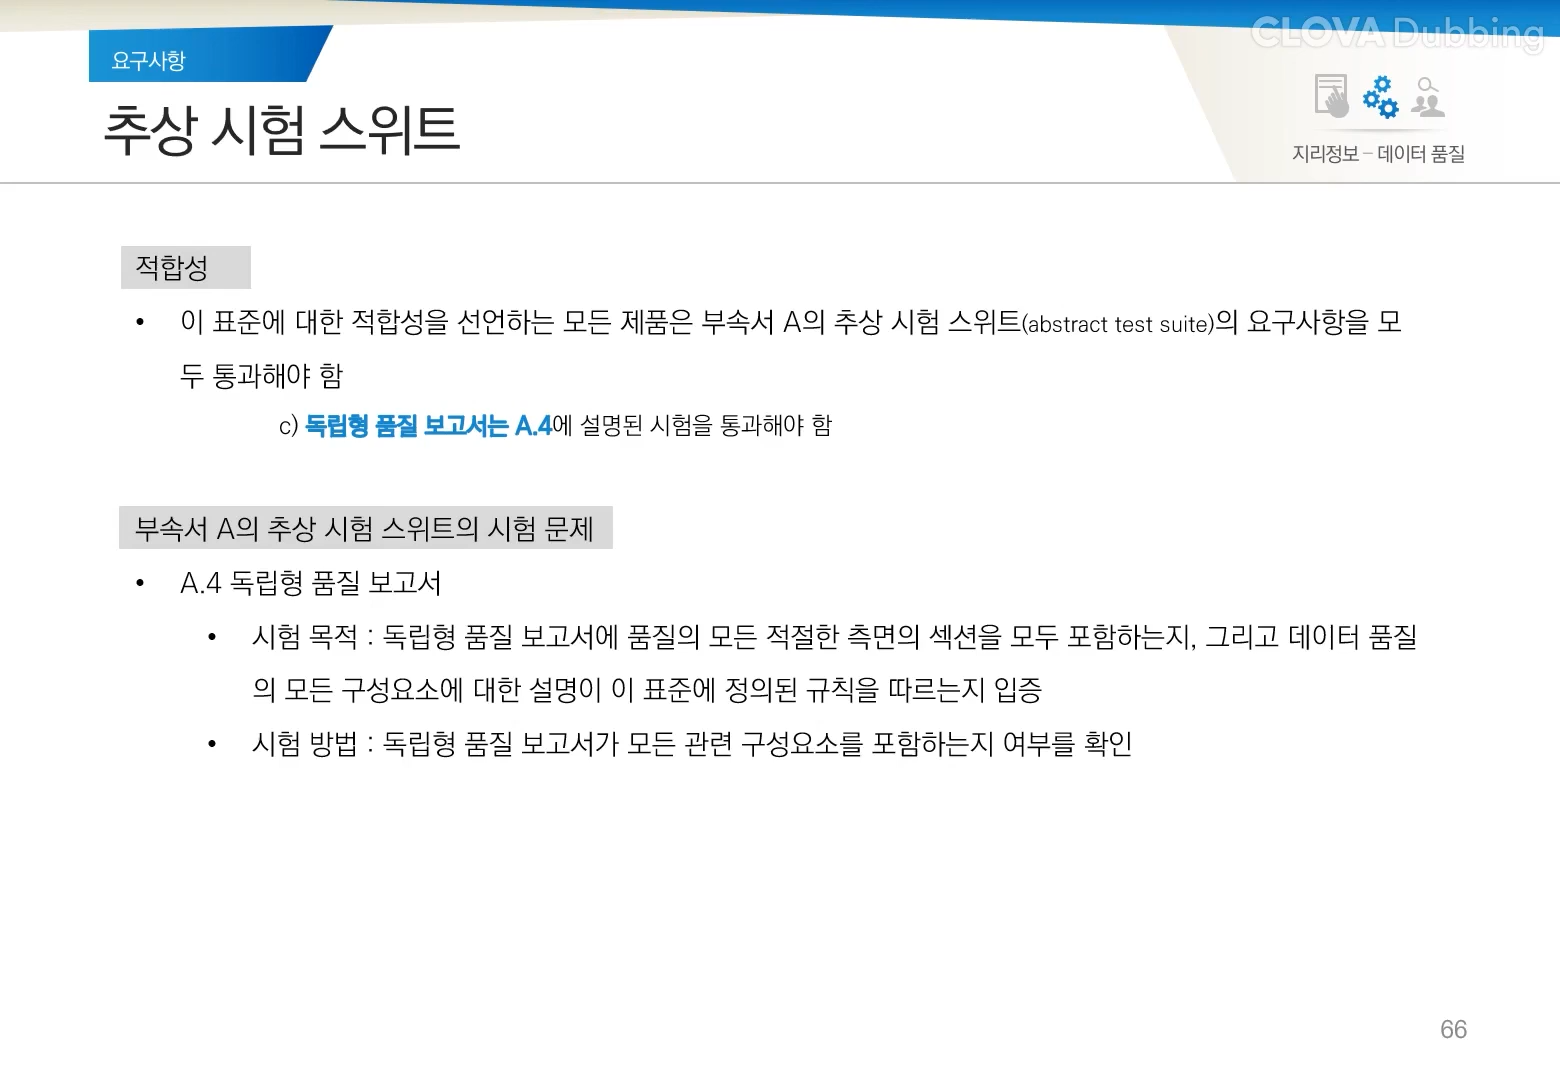 CLOVA Dubbing
요구사항
추상 시험 스위트
지리정보 – 데이터 품질
적합성
• 이 표준에 대한 적합성을 선언하는 모든 제품은 부속서 A의 추상 시험 스위트(abstract test suite)의 요구사항을 모
두 통과해야 함
c) 독립형 품질 보고서는 A.4에 설명된 시험을 통과해야 함
부속서 A의 추상 시험 스위트의 시험 문제
• A.4 독립형 품질 보고서
• 시험 목적 : 독립형 품질 보고서에 품질의 모든 적절한 측면의 섹션을 모두 포함하는지, 그리고 데이터 품질
의 모든 구성요소에 대한 설명이 이 표준에 정의된 규칙을 따르는지 입증
• 시험 방법 : 독립형 품질 보고서가 모든 관련 구성요소를 포함하는지 여부를 확인
66